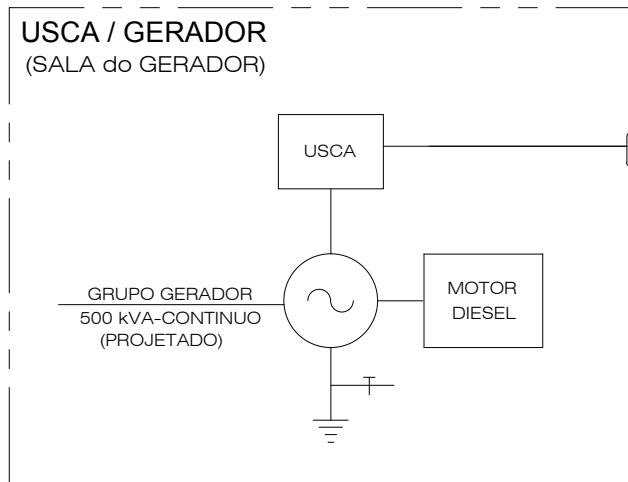 USCA / GERADOR
(SALA do GERADOR)
USCA
GRUPO GERADOR
500 kVA-CONTINUO
(PROJETADO)
MOTOR
DIESEL
T